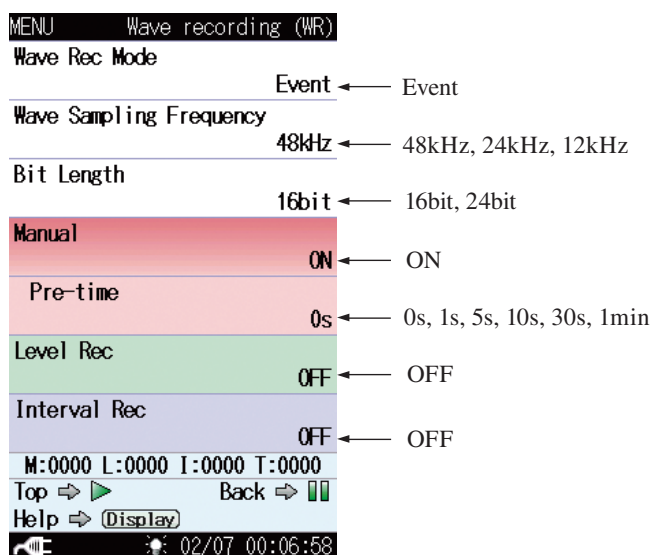 MENU Wave recording (WR)
Wave Rec Mode
Event
Event
Wave Sampling Frequency
48kHz
48kHz, 24kHz, 12kHz
Bit Length
16bit
16bit, 24bit
Manual
ON
ON
Pre-time
0s
0s, 1s, 5s, 10s, 30s, 1min
Level Rec
OFF
OFF
Interval Rec
OFF
OFF
M:0000 L:0000 I:0000 T:0000
Top ⇨ Back ⇨
Help ⇨ Display
02/07 00:06:58